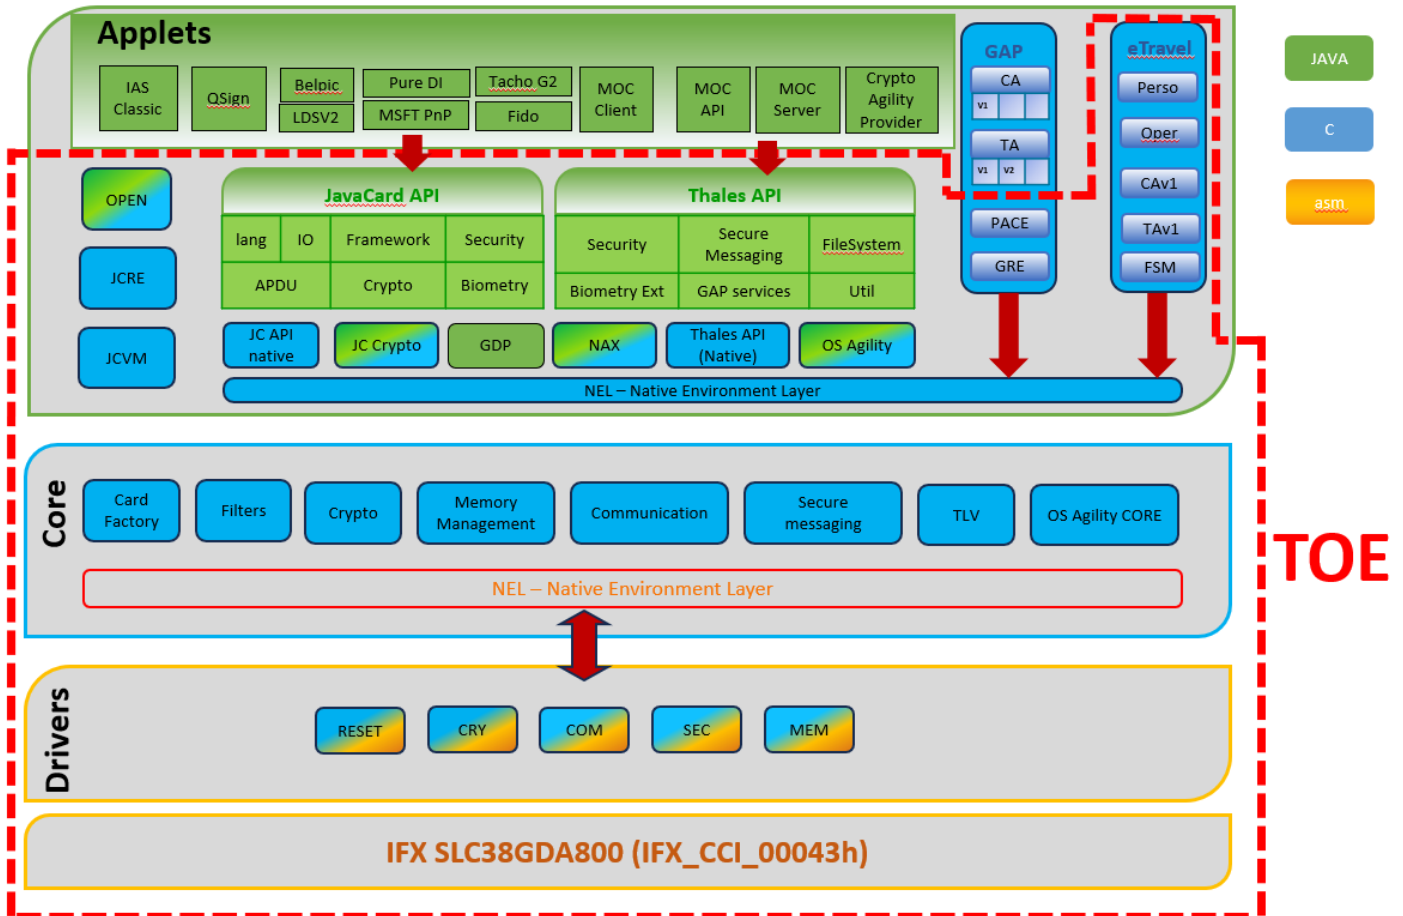 Applets
IAS
Classic
QSign
Belpic
LDSV2
Pure DI
MSFT PnP
Tacho G2
Fido
MOC
Client
MOC
API
MOC
Server
Crypto
Agility
Provider
GAP
CA
V1
TA
V1 V2
PACE
GRE
eTravel
Perso
Oper
CAv1
TAv1
FSM
JAVA
C
asm
OPEN
JCRE
JCVM
JavaCard API
lang IO Framework Security
APDU Crypto Biometry
Thales API
Security
Secure
Messaging
FileSystem
Biometry Ext GAP services Util
JC API
native
JC Crypto
GDP
NAX
Thales API
(Native)
OS Agility
NEL – Native Environment Layer
Core
Card
Factory
Filters
Crypto
Memory
Management
Communication
Secure
messaging
TLV
OS Agility CORE
NEL – Native Environment Layer
TOE
Drivers
RESET
CRY
COM
SEC
MEM
IFX SLC38GDA800 (IFX_CCI_00043h)